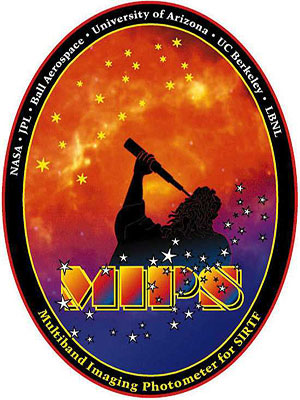 NASA • JPL • Ball Aerospace • University of Arizona • UC Berkeley • LBNL
MIPS
Multiband Imaging Photometer for SIRTF